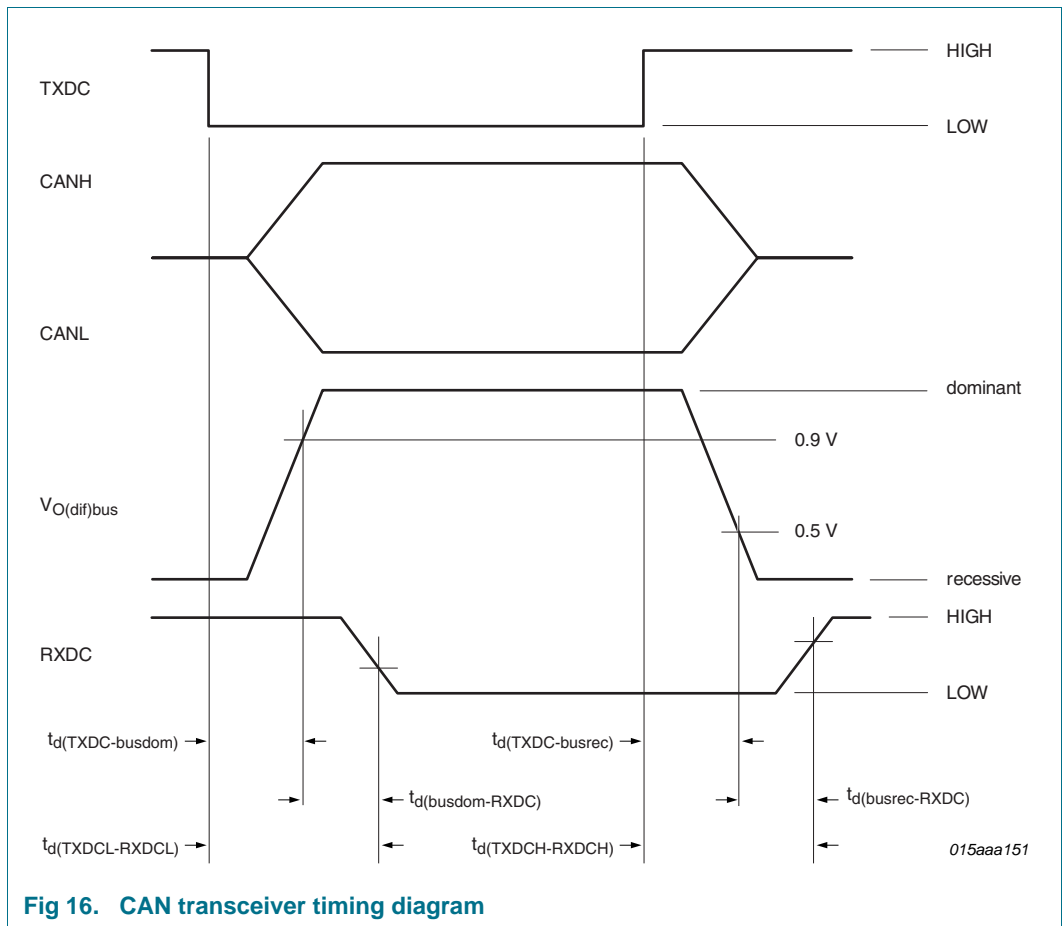 TXDC
HIGH
LOW
CANH
CANL
dominant
0.9 V
VO(dif)bus
0.5 V
recessive
HIGH
RXDC
LOW
td(TXDC-busdom)
td(TXDC-busrec)
td(busdom-RXDC)
td(busrec-RXDC)
td(TXDCL-RXDCL)
td(TXDCH-RXDCH)
015aaa151
Fig 16. CAN transceiver timing diagram